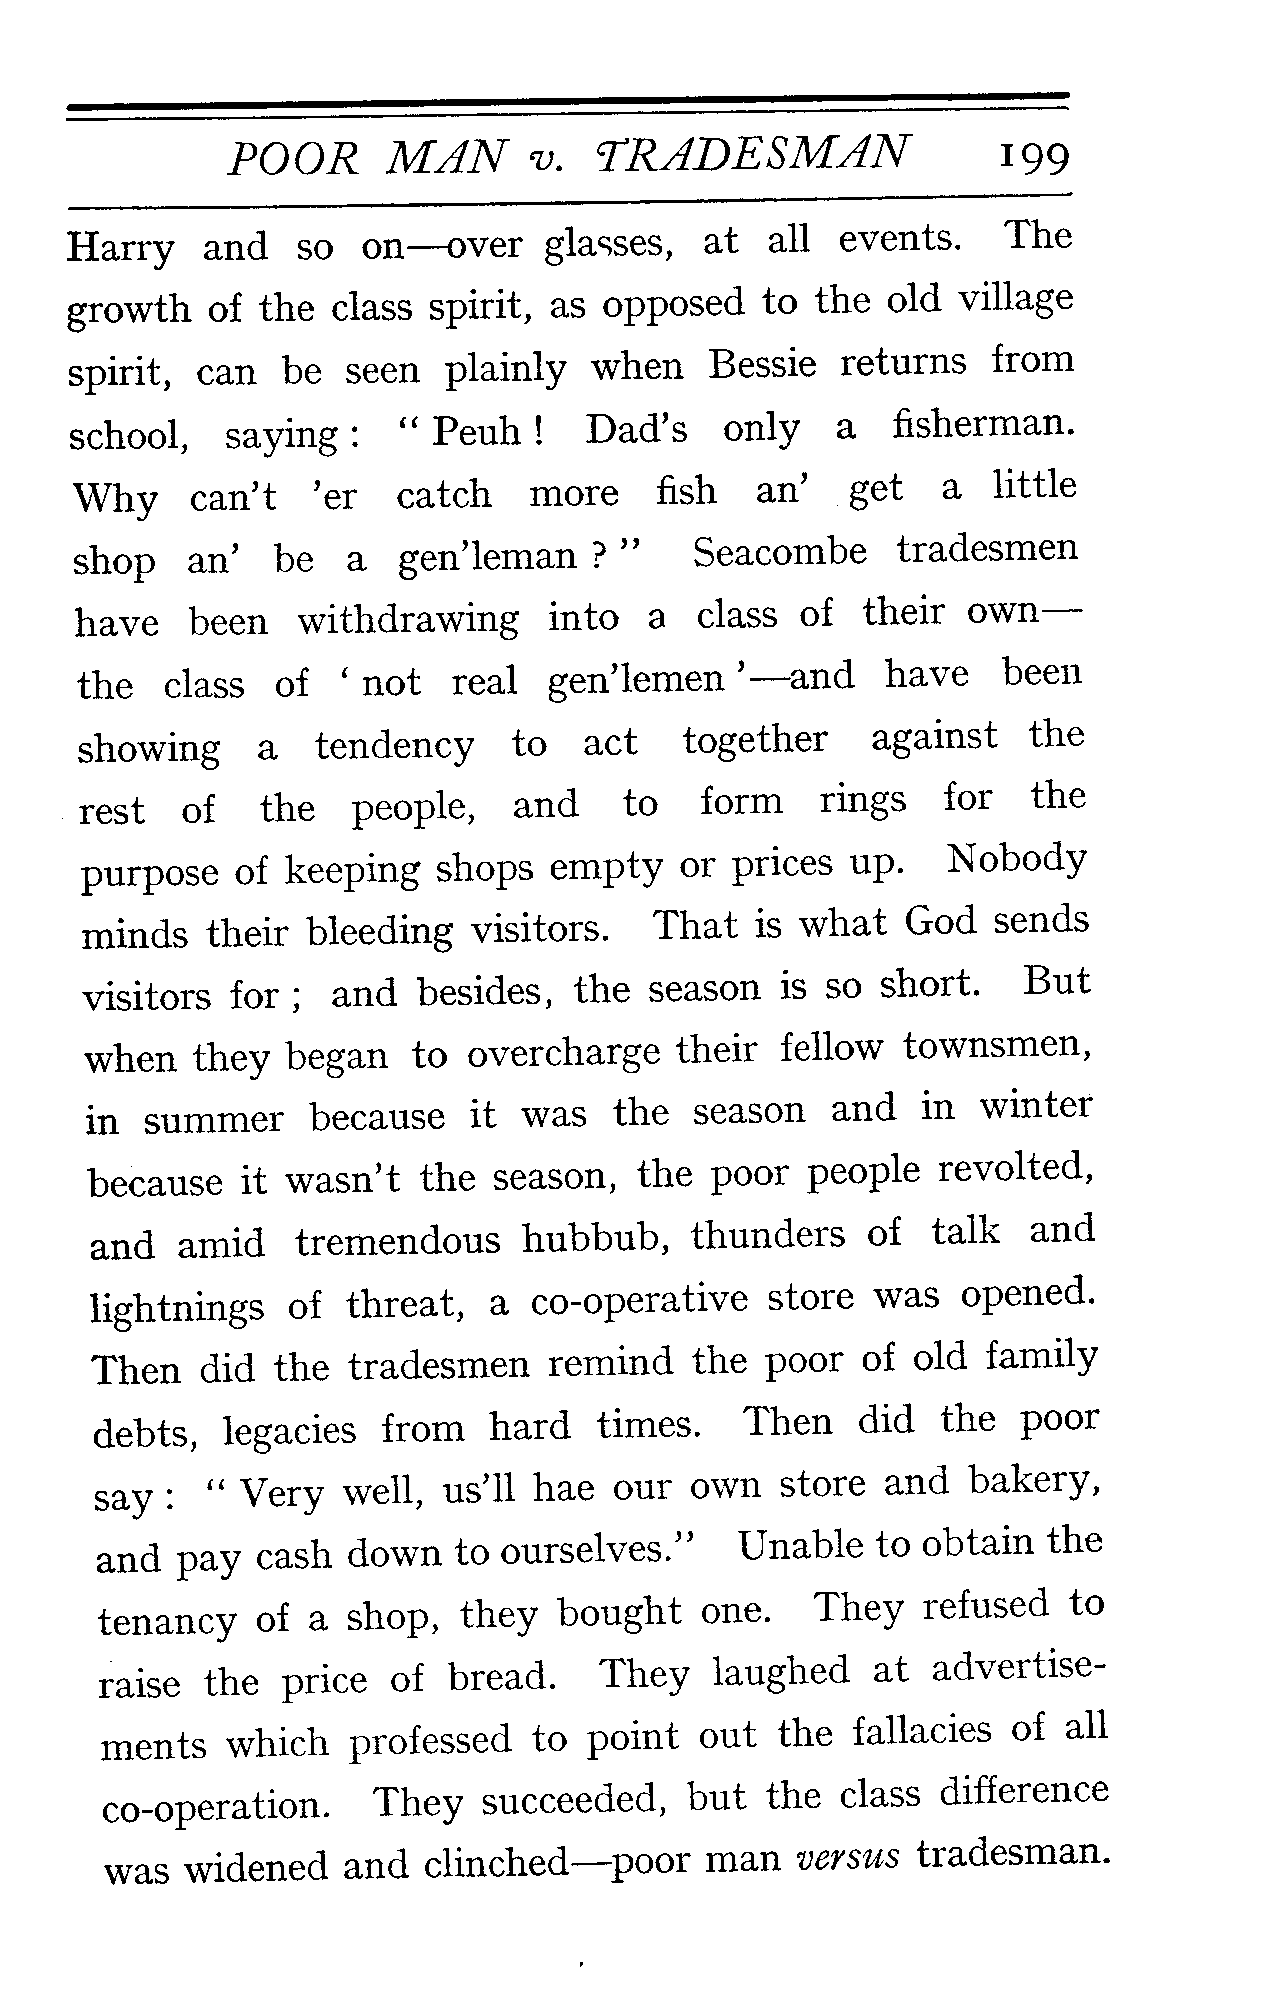 POOR MAN v. TRADESMAN 199
Harry and so on—over glasses, at all events. The
growth of the class spirit, as opposed to the old village
spirit, can be seen plainly when Bessie returns from
school, saying : “ Peuh ! Dad's only a fisherman.
Why can't 'er catch more fish an' get a little
shop an' be a gen'leman ? ” Seacombe tradesmen
have been withdrawing into a class of their own—
the class of ‘ not real gen'lemen ’—and have been
showing a tendency to act together against the
rest of the people, and to form rings for the
purpose of keeping shops empty or prices up. Nobody
minds their bleeding visitors. That is what God sends
visitors for ; and besides, the season is so short. But
when they began to overcharge their fellow townsmen,
in summer because it was the season and in winter
because it wasn't the season, the poor people revolted,
and amid tremendous hubbub, thunders of talk and
lightnings of threat, a co-operative store was opened.
Then did the tradesmen remind the poor of old family
debts, legacies from hard times. Then did the poor
say : “ Very well, us'll hae our own store and bakery,
and pay cash down to ourselves.” Unable to obtain the
tenancy of a shop, they bought one. They refused to
raise the price of bread. They laughed at advertise-
ments which professed to point out the fallacies of all
co-operation. They succeeded, but the class difference
was widened and clinched—poor man versus tradesman.